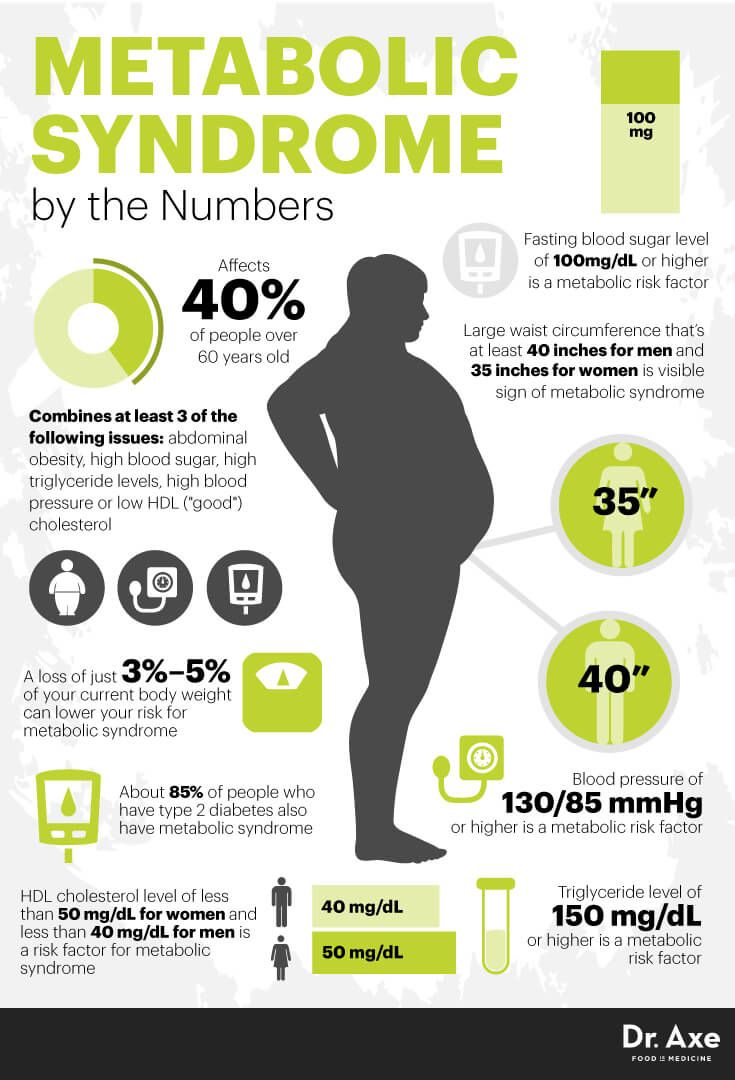 METABOLIC
SYNDROME
by the Numbers
100
mg
Fasting blood sugar level
of 100mg/dL or higher
is a metabolic risk factor
Affects
40%
of people over
60 years old
Large waist circumference that's
at least 40 inches for men and
35 inches for women is visible
sign of metabolic syndrome
Combines at least 3 of the
following issues: abdominal
obesity, high blood sugar, high
triglyceride levels, high blood
pressure or low HDL ("good")
cholesterol
35”
40”
A loss of just 3%–5%
of your current body weight
can lower your risk for
metabolic syndrome
About 85% of people who
have type 2 diabetes also
have metabolic syndrome
Blood pressure of
130/85 mmHg
or higher is a metabolic risk factor
HDL cholesterol level of less
than 50 mg/dL for women and
less than 40 mg/dL for men is
a risk factor for metabolic
syndrome
40 mg/dL
50 mg/dL
Triglyceride level of
150 mg/dL
or higher is a metabolic
risk factor
Dr. Axe
FOOD IS MEDICINE